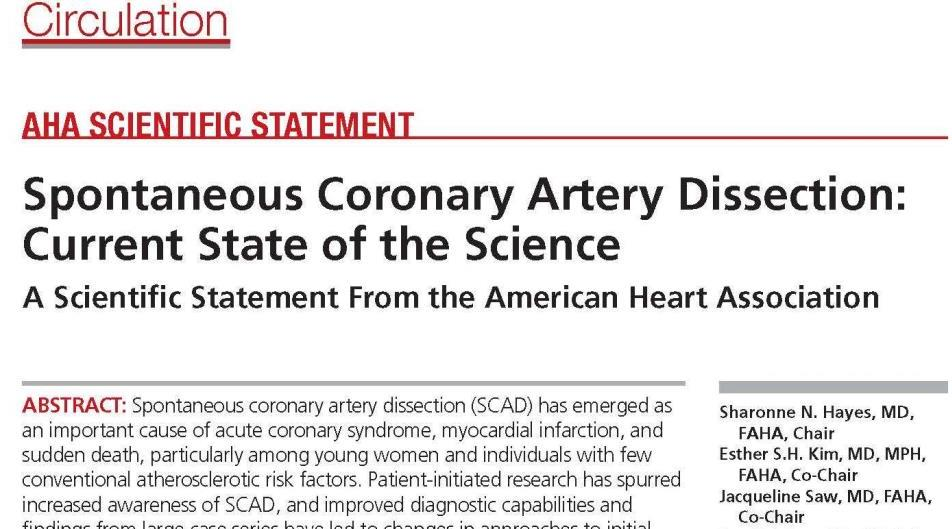 Circulation
AHA SCIENTIFIC STATEMENT
Spontaneous Coronary Artery Dissection:
Current State of the Science
A Scientific Statement From the American Heart Association
ABSTRACT: Spontaneous coronary artery dissection (SCAD) has emerged as
an important cause of acute coronary syndrome, myocardial infarction, and
sudden death, particularly among young women and individuals with few
conventional atherosclerotic risk factors. Patient-initiated research has spurred
increased awareness of SCAD, and improved diagnostic capabilities and
findings from large case series have led to changes in approaches to initial
Sharonne N. Hayes, MD,
FAHA, Chair
Esther S.H. Kim, MD, MPH,
FAHA, Co-Chair
Jacqueline Saw, MD, FAHA,
Co-Chair